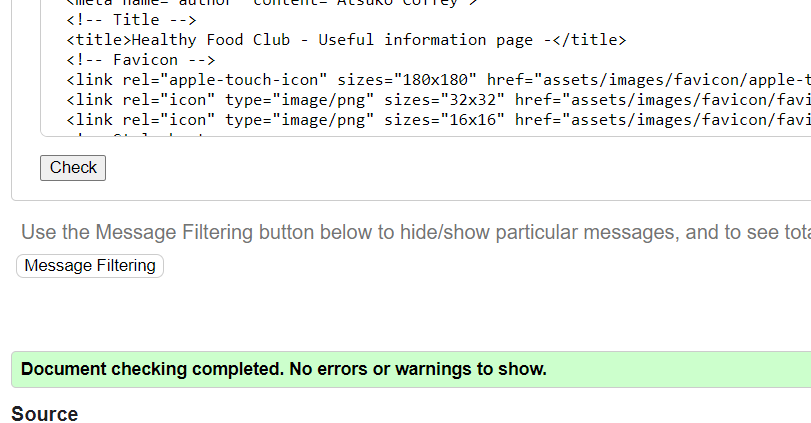 <meta name="author" content="Atsuko Coffey">
<!-- Title -->
<title>Healthy Food Club - Useful information page -</title>
<!-- Favicon -->
<link rel="apple-touch-icon" sizes="180x180" href="assets/images/favicon/apple-t
<link rel="icon" type="image/png" sizes="32x32" href="assets/images/favicon/favi
<link rel="icon" type="image/png" sizes="16x16" href="assets/images/favicon/favi
Check
Use the Message Filtering button below to hide/show particular messages, and to see tota
Message Filtering
Document checking completed. No errors or warnings to show.
Source